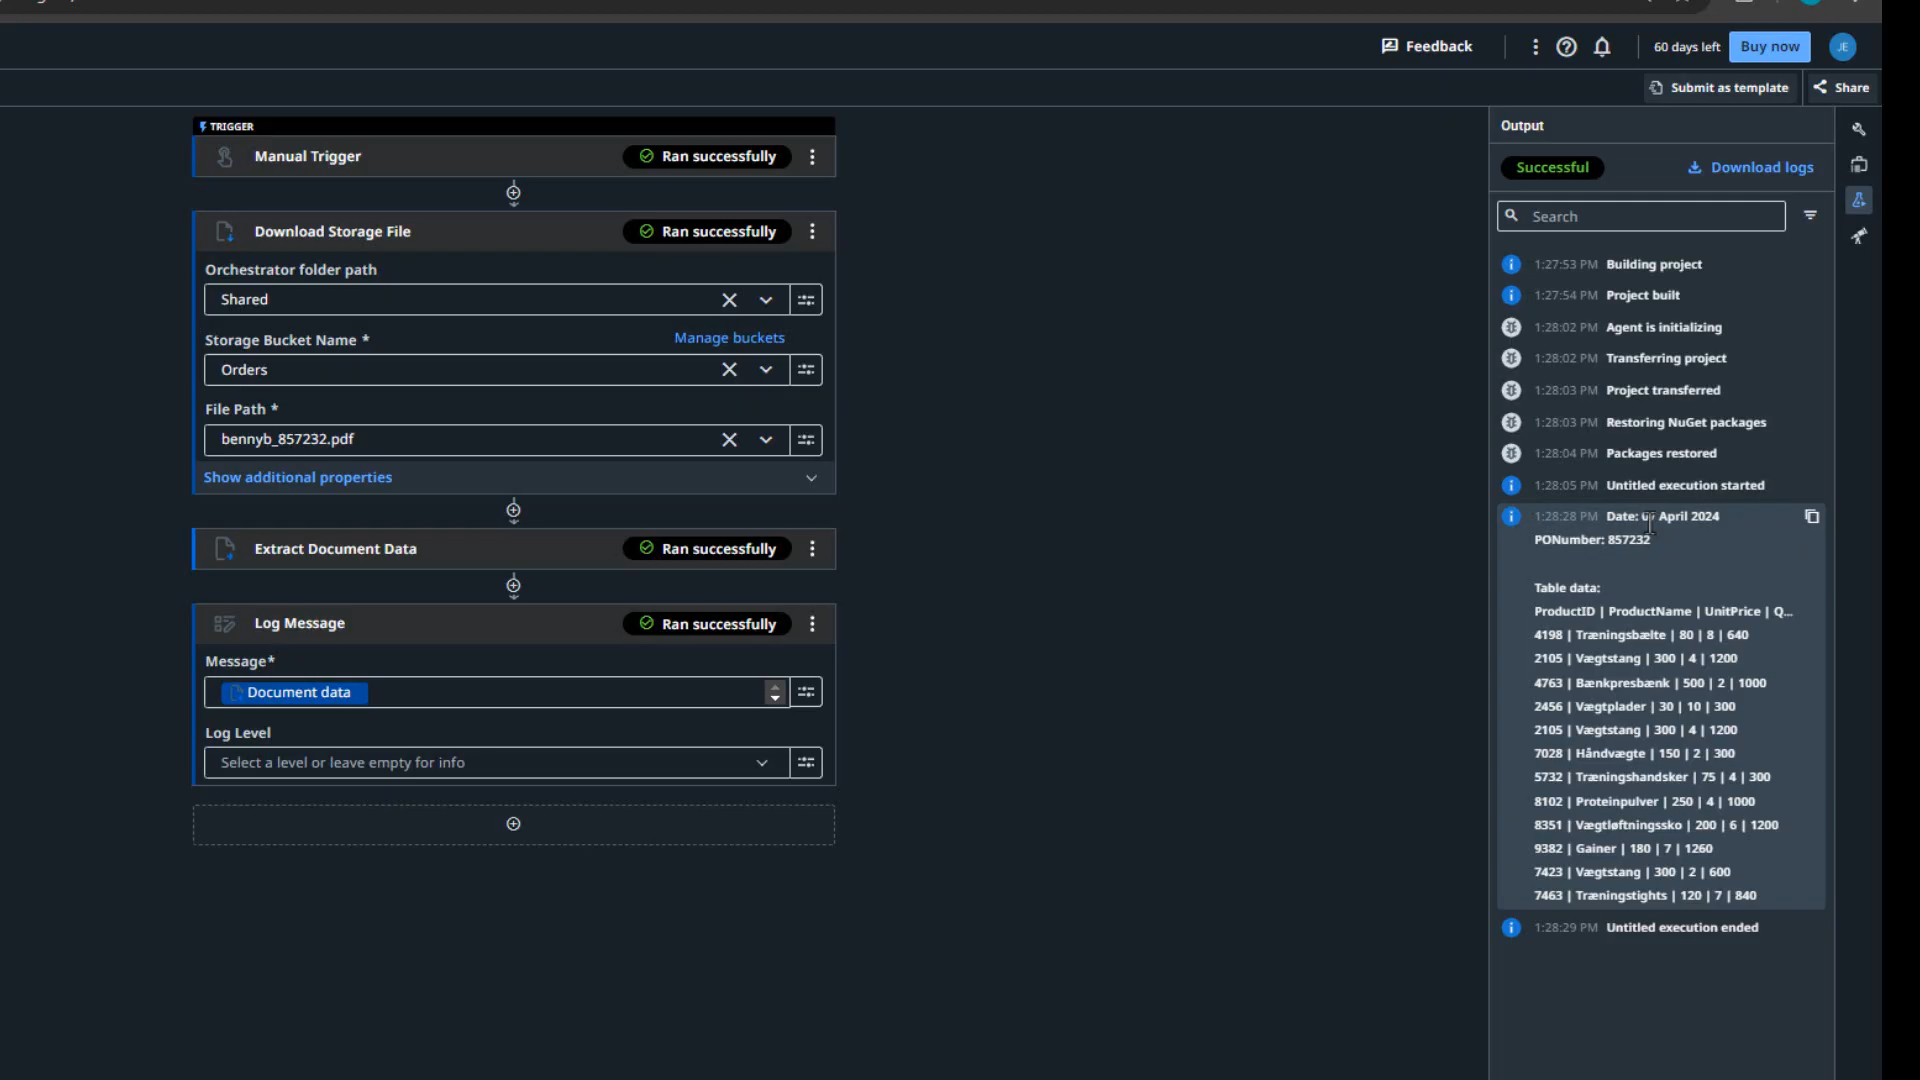 Feedback
60 days left
Buy now
JE
Submit as template
Share
TRIGGER
Manual Trigger
Ran successfully
Download Storage File
Ran successfully
Orchestrator folder path
Shared
Storage Bucket Name *
Manage buckets
Orders
File Path *
bennyb_857232.pdf
Show additional properties
Extract Document Data
Ran successfully
Log Message
Ran successfully
Message*
Document data
Log Level
Select a level or leave empty for info
Output
Successful
Download logs
Search
1:27:53 PM Building project
1:27:54 PM Project built
1:28:02 PM Agent is initializing
1:28:02 PM Transferring project
1:28:03 PM Project transferred
1:28:03 PM Restoring NuGet packages
1:28:04 PM Packages restored
1:28:05 PM Untitled execution started
1:28:28 PM Date: April 2024
PONumber: 857232
Table data:
ProductID | ProductName | UnitPrice | Q...
4198 | Træningsbælte | 80 | 8 | 640
2105 | Vægtstang | 300 | 4 | 1200
4763 | Bænkpresbænk | 500 | 2 | 1000
2456 | Vægtplader | 30 | 10 | 300
2105 | Vægtstang | 300 | 4 | 1200
7028 | Håndvægte | 150 | 2 | 300
5732 | Træningshandsker | 75 | 4 | 300
8102 | Proteinpulver | 250 | 4 | 1000
8351 | Vægtløftningssko | 200 | 6 | 1200
9382 | Gainer | 180 | 7 | 1260
7423 | Vægtstang | 300 | 2 | 600
7463 | Træningstights | 120 | 7 | 840
1:28:29 PM Untitled execution ended